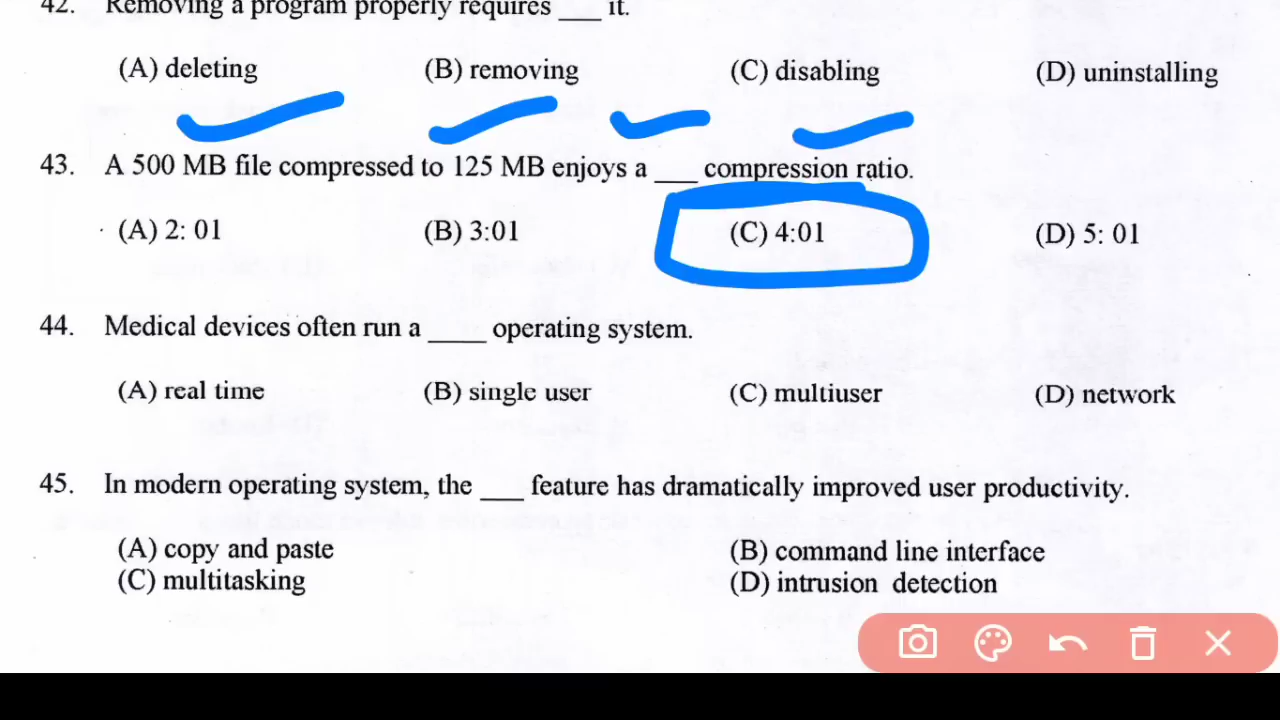 42. Removing a program properly requires ___ it.
(A) deleting (B) removing (C) disabling (D) uninstalling
43. A 500 MB file compressed to 125 MB enjoys a ___ compression ratio.
(A) 2: 01 (B) 3:01 (C) 4:01 (D) 5: 01
44. Medical devices often run a ____ operating system.
(A) real time (B) single user (C) multiuser (D) network
45. In modern operating system, the ___ feature has dramatically improved user productivity.
(A) copy and paste (B) command line interface
(C) multitasking (D) intrusion detection